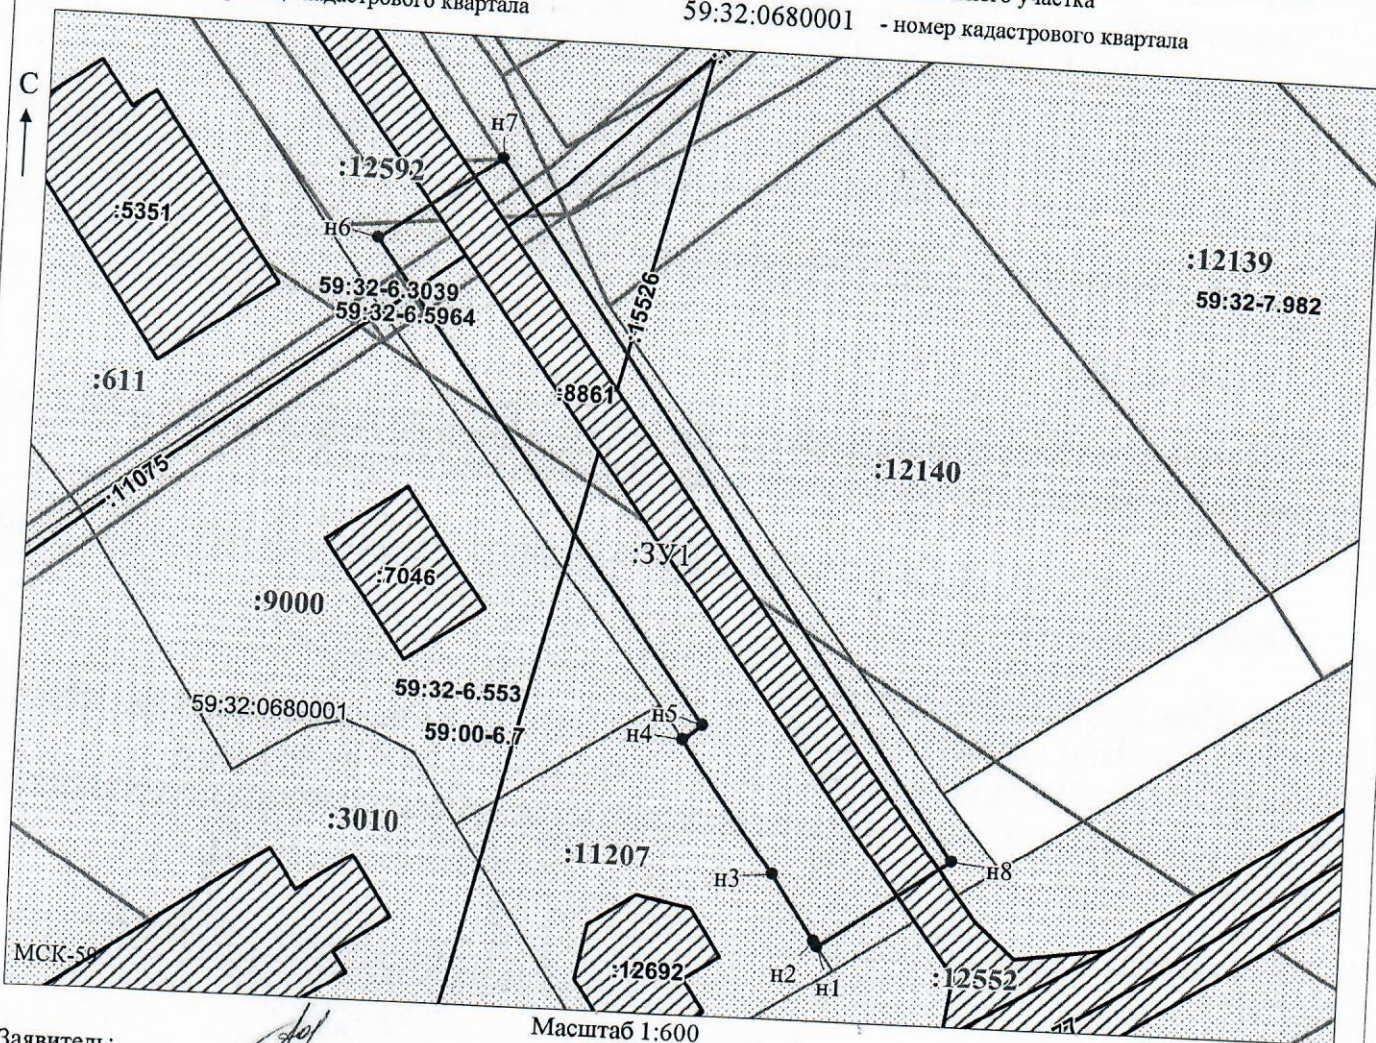 кадастрового квартала
участка
59:32:0680001 - номер кадастрового квартала
С
н7
:12592
:5351
н6
:12139
59:32-6.3039
59:32-7.982
59:32-6.5964
:15526
:611
:8861
:11075
:12140
:ЗУ1
:7046
:9000
59:32-6.553
59:32:0680001
н5
59:00-6.7
н4
:3010
:11207
н3
н8
МСК-59
:12692
н2
н1
:12552
77
Масштаб 1:600
Заявитель: